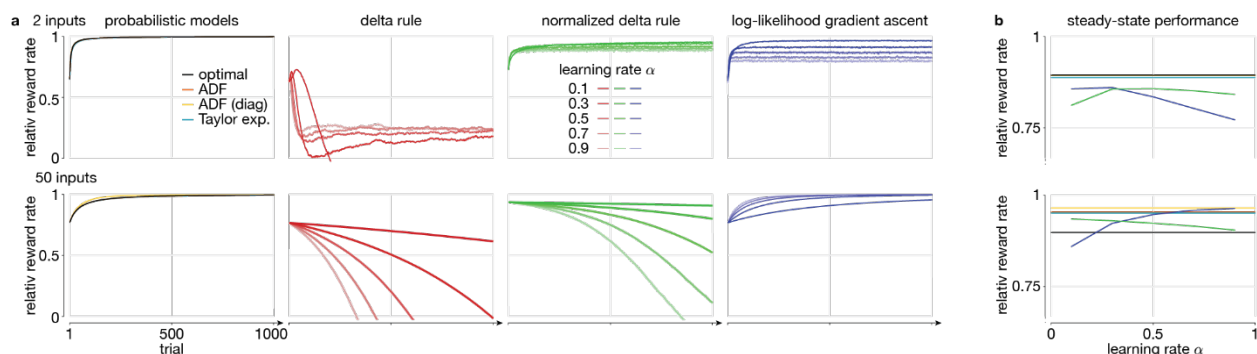 a 2 inputs probabilistic models delta rule normalized delta rule log-likelihood gradient ascent b steady-state performance
relativ reward rate
1
0.5
0
optimal
ADF
ADF (diag)
Taylor exp.
learning rate α
0.1
0.3
0.5
0.7
0.9
relativ reward rate
1
0.75
50 inputs
relativ reward rate
1
0.5
0
1 500 1000
trial
relativ reward rate
1
0.75
0 0.5 1
learning rate α